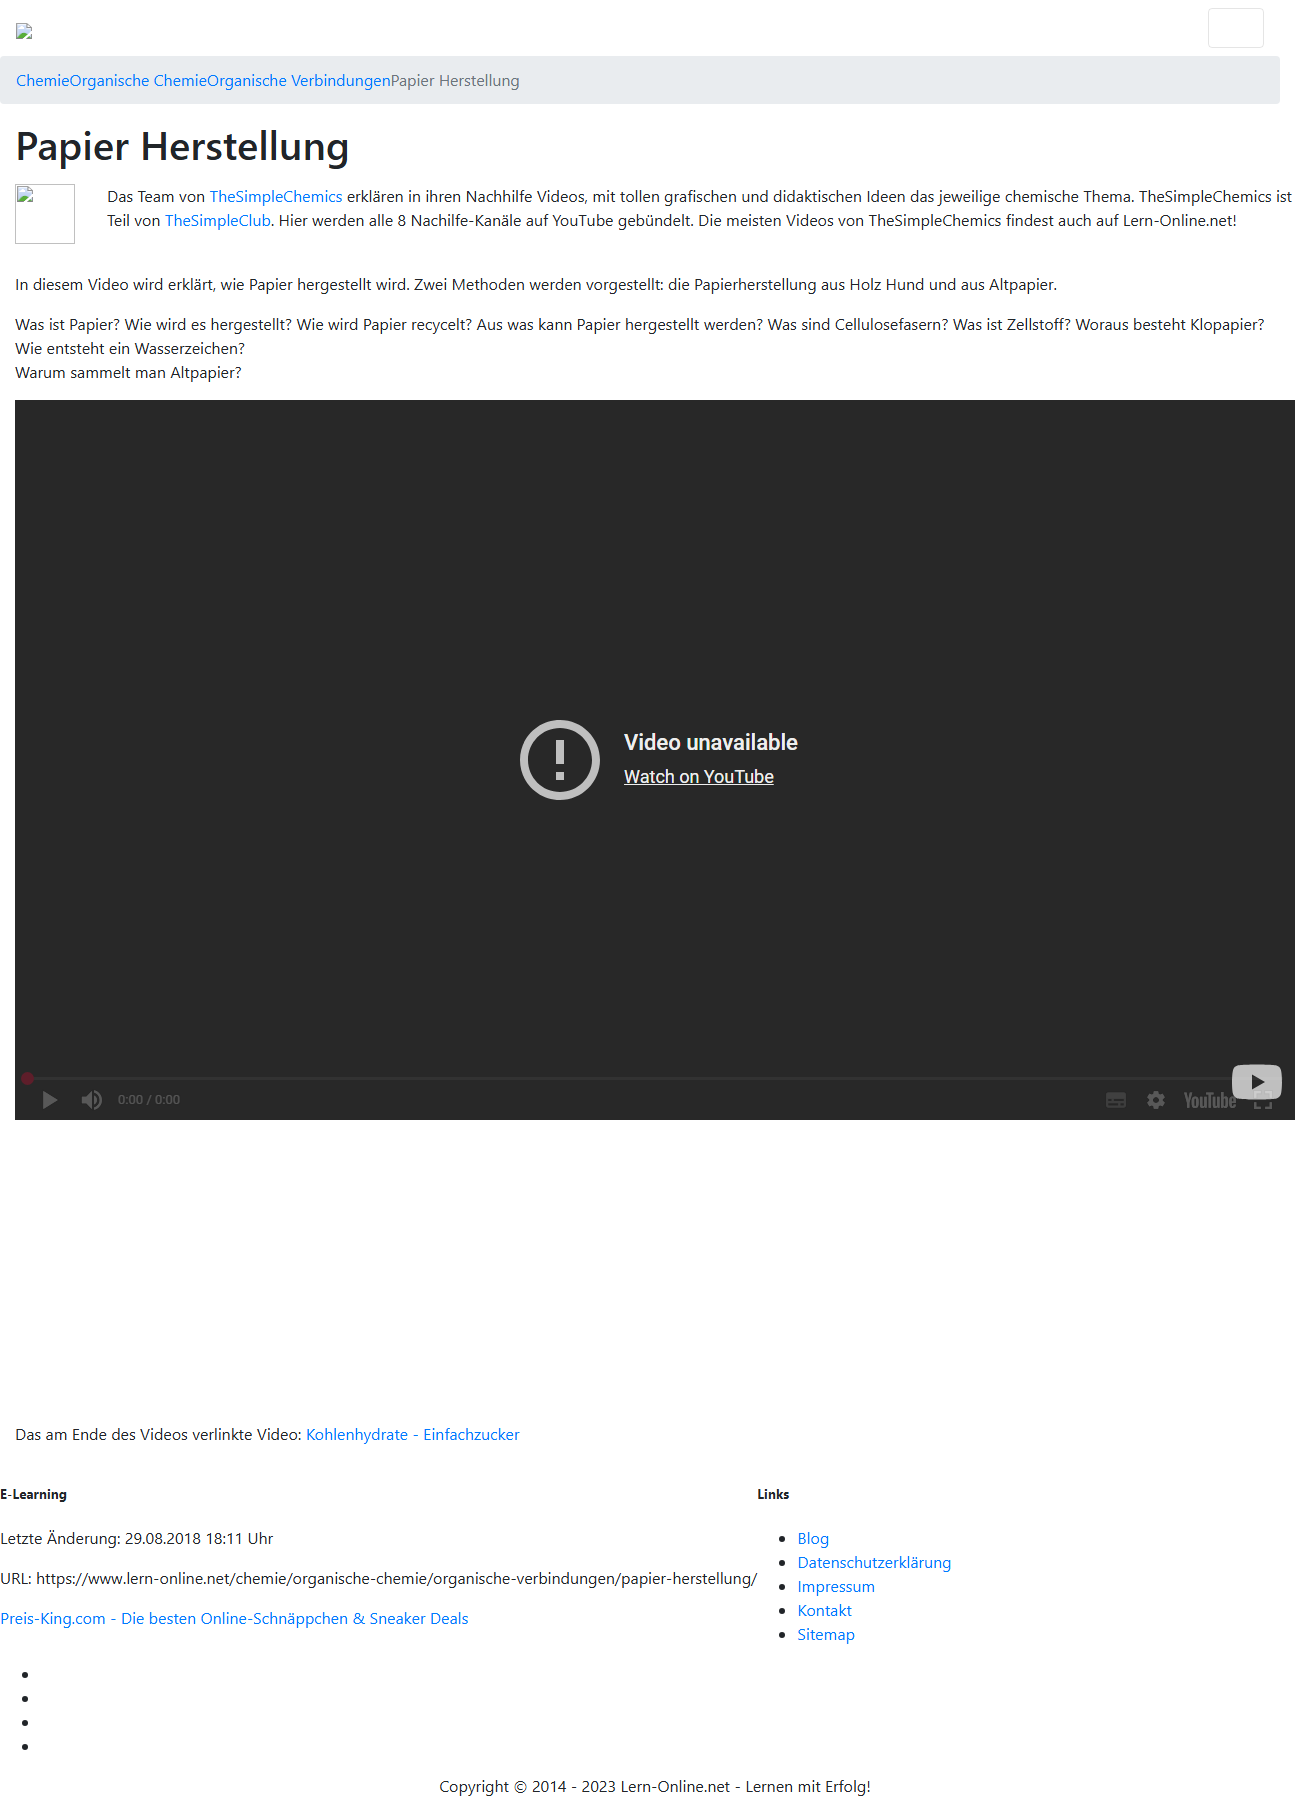 ChemieOrganische ChemieOrganische VerbindungenPapier Herstellung
Papier Herstellung
Das Team von TheSimpleChemics erklären in ihren Nachhilfe Videos, mit tollen grafischen und didaktischen Ideen das jeweilige chemische Thema. TheSimpleChemics ist
Teil von TheSimpleClub. Hier werden alle 8 Nachilfe-Kanäle auf YouTube gebündelt. Die meisten Videos von TheSimpleChemics findest auch auf Lern-Online.net!
In diesem Video wird erklärt, wie Papier hergestellt wird. Zwei Methoden werden vorgestellt: die Papierherstellung aus Holz Hund und aus Altpapier.
Was ist Papier? Wie wird es hergestellt? Wie wird Papier recycelt? Aus was kann Papier hergestellt werden? Was sind Cellulosefasern? Was ist Zellstoff? Woraus besteht Klopapier?
Wie entsteht ein Wasserzeichen?
Warum sammelt man Altpapier?
Video unavailable
Watch on YouTube
0:00 / 0:00
YouTube
Das am Ende des Videos verlinkte Video: Kohlenhydrate - Einfachzucker
E-Learning
Letzte Änderung: 29.08.2018 18:11 Uhr
URL: https://www.lern-online.net/chemie/organische-chemie/organische-verbindungen/papier-herstellung/
Preis-King.com - Die besten Online-Schnäppchen & Sneaker Deals
Links
Blog
Datenschutzerklärung
Impressum
Kontakt
Sitemap
Copyright © 2014 - 2023 Lern-Online.net - Lernen mit Erfolg!